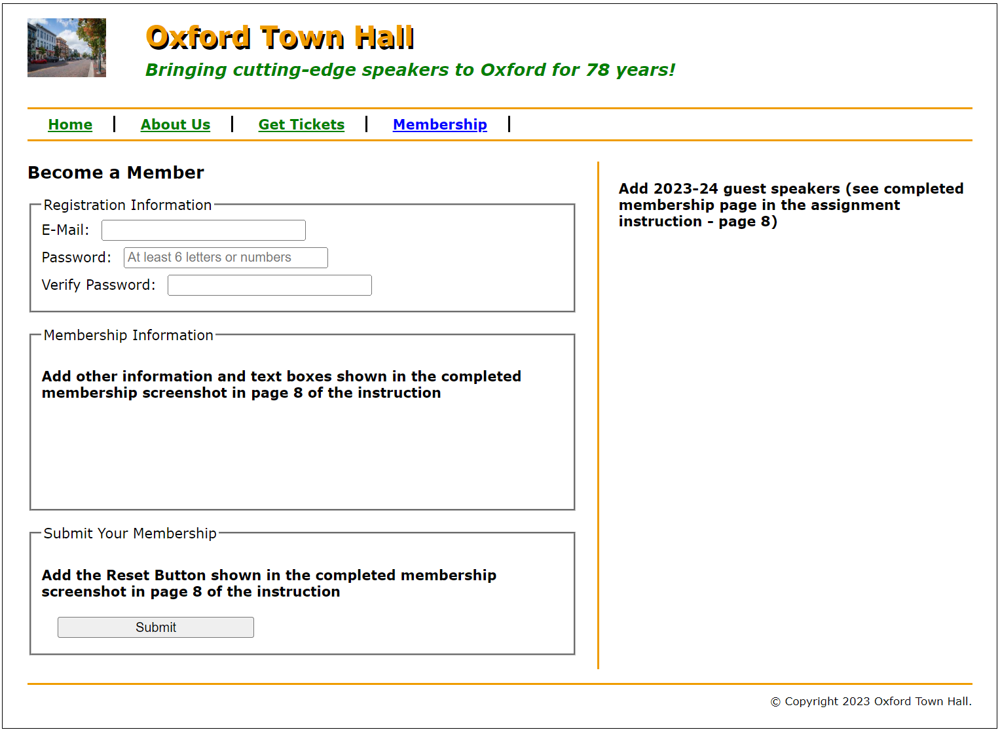 Oxford Town Hall
Bringing cutting-edge speakers to Oxford for 78 years!
Home About Us Get Tickets Membership
Become a Member
Registration Information
E-Mail:
Password: At least 6 letters or numbers
Verify Password:
Membership Information
Add other information and text boxes shown in the completed
membership screenshot in page 8 of the instruction
Submit Your Membership
Add the Reset Button shown in the completed membership
screenshot in page 8 of the instruction
Submit
Add 2023-24 guest speakers (see completed
membership page in the assignment
instruction - page 8)
© Copyright 2023 Oxford Town Hall.